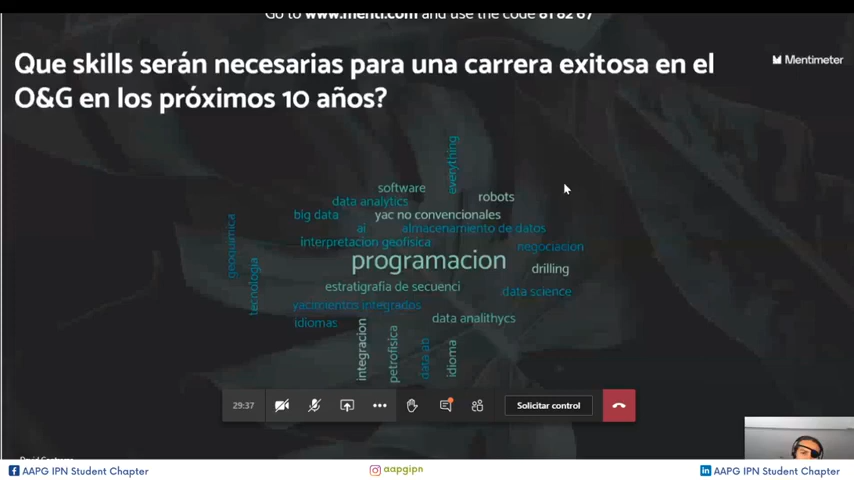 Go to www.menti.com and use the code 81 82 67
Que skills serán necesarias para una carrera exitosa en el
O&G en los próximos 10 años?
Mentimeter
everything
software
robots
data analytics
big data
yac no convencionales
ai
almacenamiento de datos
geoquimica
interpretacion geofisica
negociacion
programacion
drilling
tecnologia
estratigrafia de secuenci
data science
yacimientos integrados
data analithycs
idiomas
integracion
petrofisica
data an
idioma
29:37
Solicitar control
AAPG IPN Student Chapter
aapgipn
AAPG IPN Student Chapter